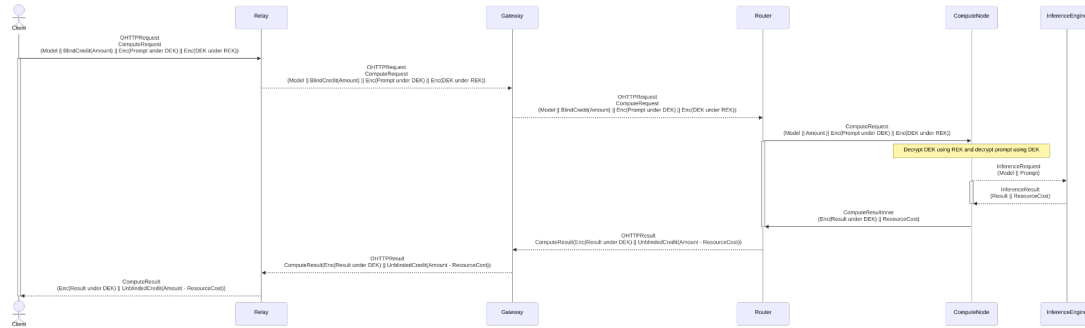 Client
Relay
Gateway
Router
ComputeNode
InferenceEngine
OHTTPRequest
ComputeRequest
(Model || BlindCredit(Amount) || Enc(Prompt under DEK) || Enc(DEK under REK))
OHTTPRequest
ComputeRequest
(Model || BlindCredit(Amount) || Enc(Prompt under DEK) || Enc(DEK under REK))
OHTTPRequest
ComputeRequest
(Model || BlindCredit(Amount) || Enc(Prompt under DEK) || Enc(DEK under REK))
ComputeRequest
(Model || Amount || Enc(Prompt under DEK) || Enc(DEK under REK))
Decrypt DEK using REK and decrypt prompt using DEK
InferenceRequest
(Model || Prompt)
InferenceResult
(Result || ResourceCost)
ComputeResultInner
(Enc(Result under DEK) || ResourceCost)
OHTTPResult
ComputeResult(Enc(Result under DEK) || UnblindedCredit(Amount - ResourceCost))
OHTTPResult
ComputeResult(Enc(Result under DEK) || UnblindedCredit(Amount - ResourceCost))
ComputeResult
(Enc(Result under DEK) || UnblindedCredit(Amount - ResourceCost))
Client
Relay
Gateway
Router
ComputeNode
InferenceEngine